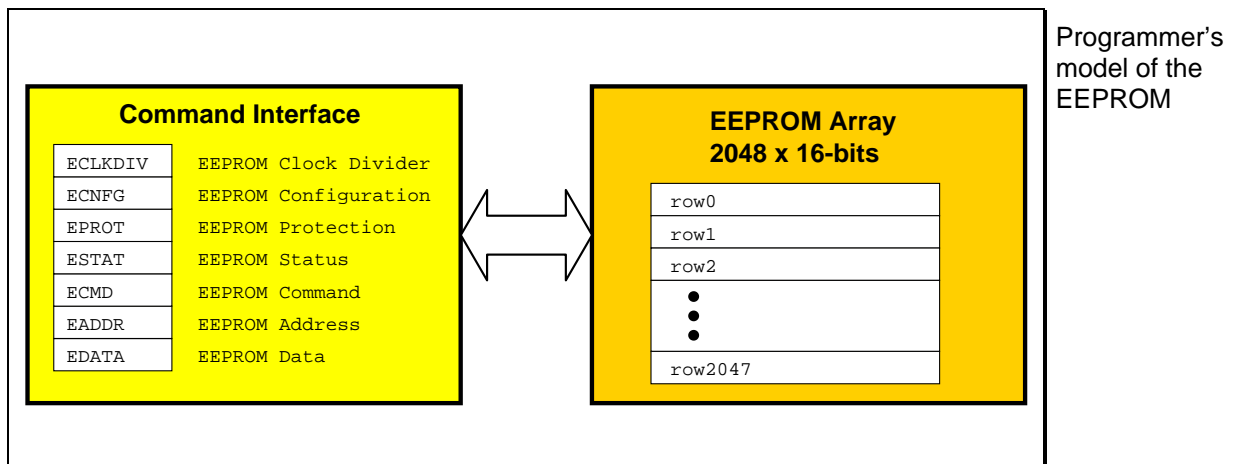 Programmer's
model of the
EEPROM
Command Interface
ECLKDIV EEPROM Clock Divider
ECNFG EEPROM Configuration
EPROT EEPROM Protection
ESTAT EEPROM Status
ECMD EEPROM Command
EADDR EEPROM Address
EDATA EEPROM Data
EEPROM Array
2048 x 16-bits
row0
row1
row2
row2047